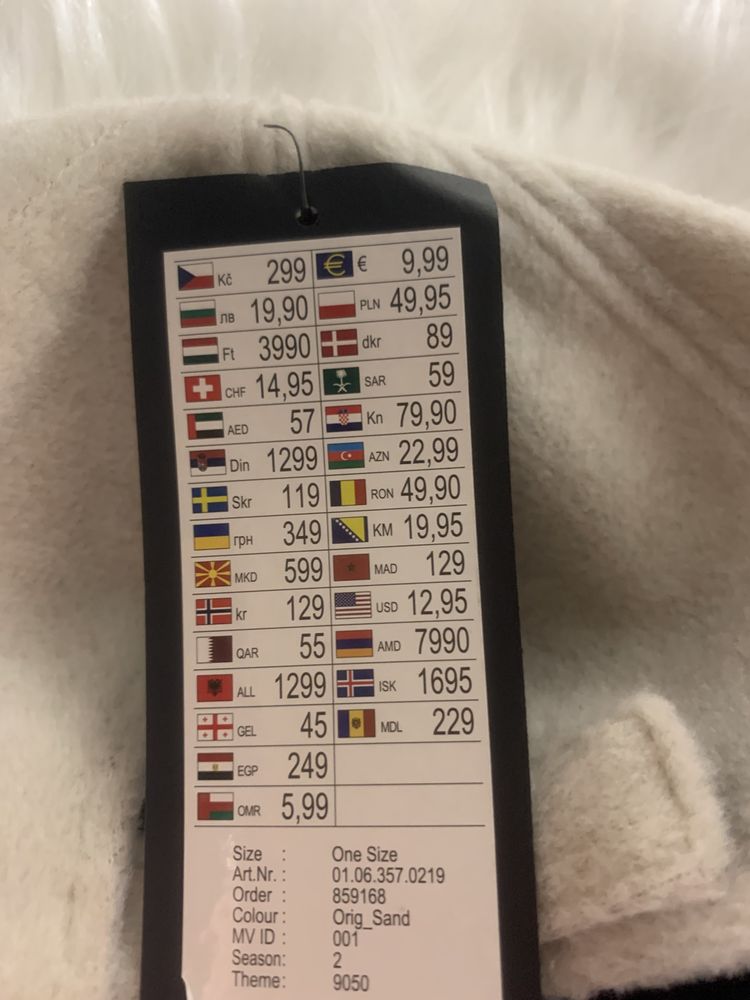 Kč 299 € € 9,99
лв 19,90 PLN 49,95
Ft 3990 dkr 89
CHF 14,95 SAR 59
AED 57 Kn 79,90
Din 1299 AZN 22,99
Skr 119 RON 49,90
грн 349 KM 19,95
MKD 599 MAD 129
kr 129 USD 12,95
QAR 55 AMD 7990
ALL 1299 ISK 1695
GEL 45 MDL 229
EGP 249
OMR 5,99
Size : One Size
Art.Nr. : 01.06.357.0219
Order : 859168
Colour : Orig_Sand
MV ID : 001
Season: 2
Theme: 9050